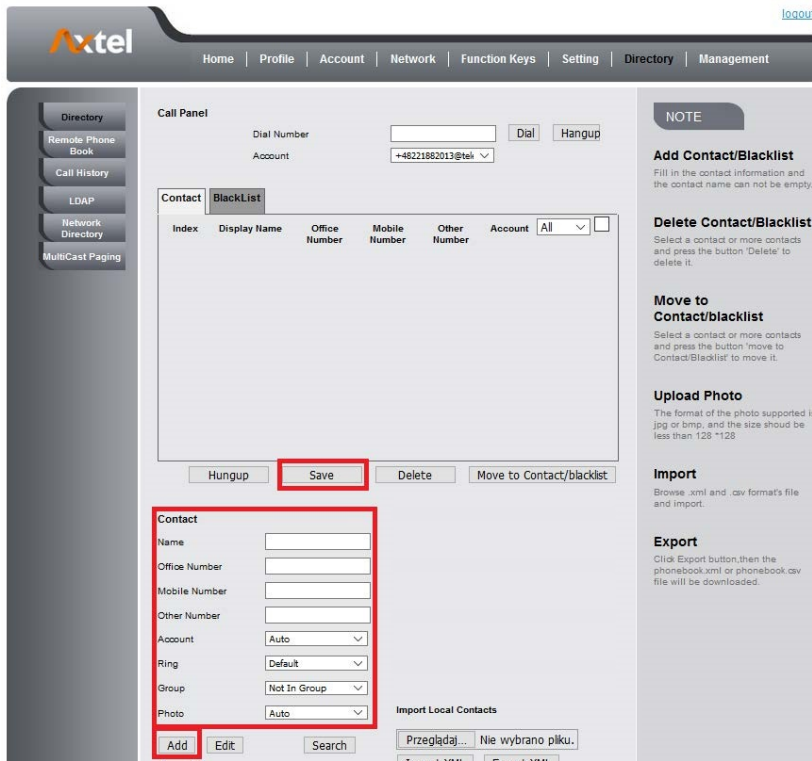 logout
Axtel
Home | Profile | Account | Network | Function Keys | Setting | Directory | Management
Directory
Remote Phone
Book
Call History
LDAP
Network
Directory
MultiCast Paging
Call Panel
Dial Number
Dial
Hangup
Account
+48221882013@tel
Contact
BlackList
Index
Display Name
Office
Number
Mobile
Number
Other
Number
Account
All
Hungup
Save
Delete
Move to Contact/blacklist
Contact
Name
Office Number
Mobile Number
Other Number
Account
Auto
Ring
Default
Group
Not In Group
Photo
Auto
Add
Edit
Search
Import Local Contacts
Przeglądaj...
Nie wybrano pliku.
NOTE
Add Contact/Blacklist
Fill in the contact information and
the contact name can not be empty.
Delete Contact/Blacklist
Select a contact or more contacts
and press the button 'Delete' to
delete it.
Move to
Contact/blacklist
Select a contact or more contacts
and press the button 'move to
Contact/Blacklist' to move it.
Upload Photo
The format of the photo supported i
jpg or bmp, and the size shoud be
less than 128 *128
Import
Browse .xml and .csv format's file
and import.
Export
Click Export button,then the
phonebook.xml or phonebook.csv
file will be downloaded.